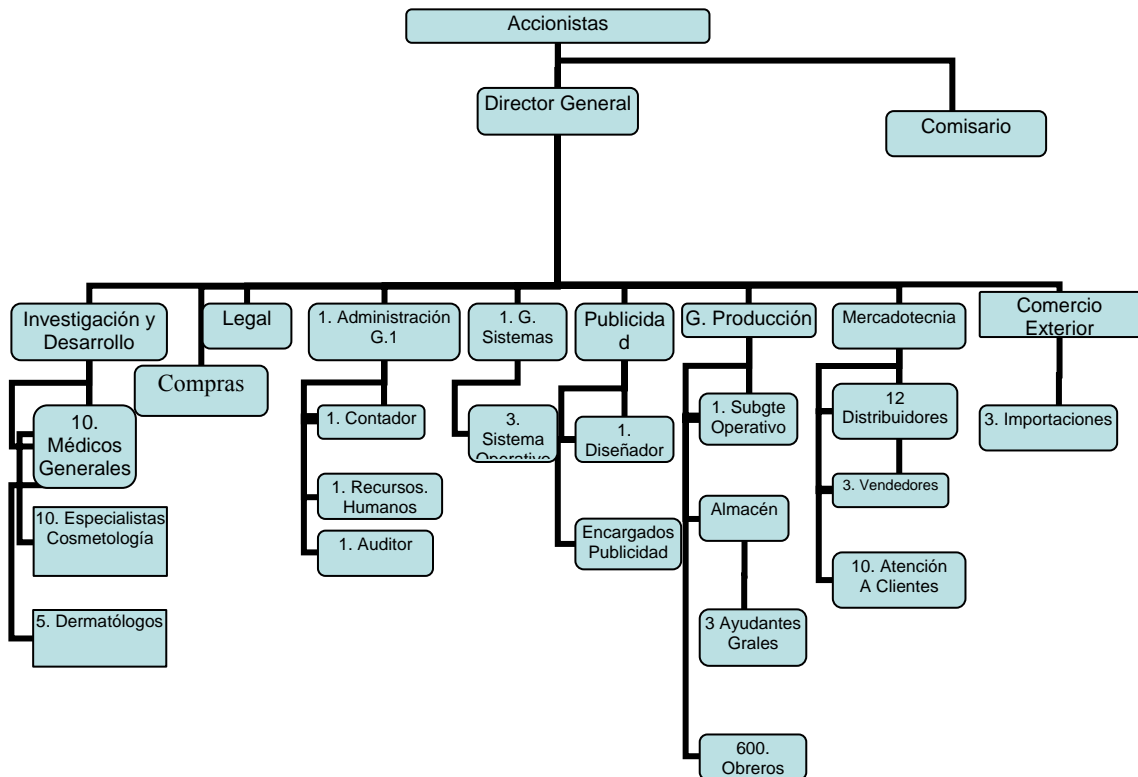 Accionistas
Director General
Comisario
Investigación y
Desarrollo
Compras
Legal
1. Administración
G.1
1. G.
Sistemas
Publicida
d
G. Producción
Mercadotecnia
Comercio
Exterior
10.
Médicos
Generales
10. Especialistas
Cosmetología
5. Dermatólogos
1. Contador
1. Recursos.
Humanos
1. Auditor
3.
Sistema
Operativo
1.
Diseñador
Encargados
Publicidad
1. Subgte
Operativo
Almacén
3 Ayudantes
Grales
600.
Obreros
12
Distribuidores
3. Vendedores
10. Atención
A Clientes
3. Importaciones